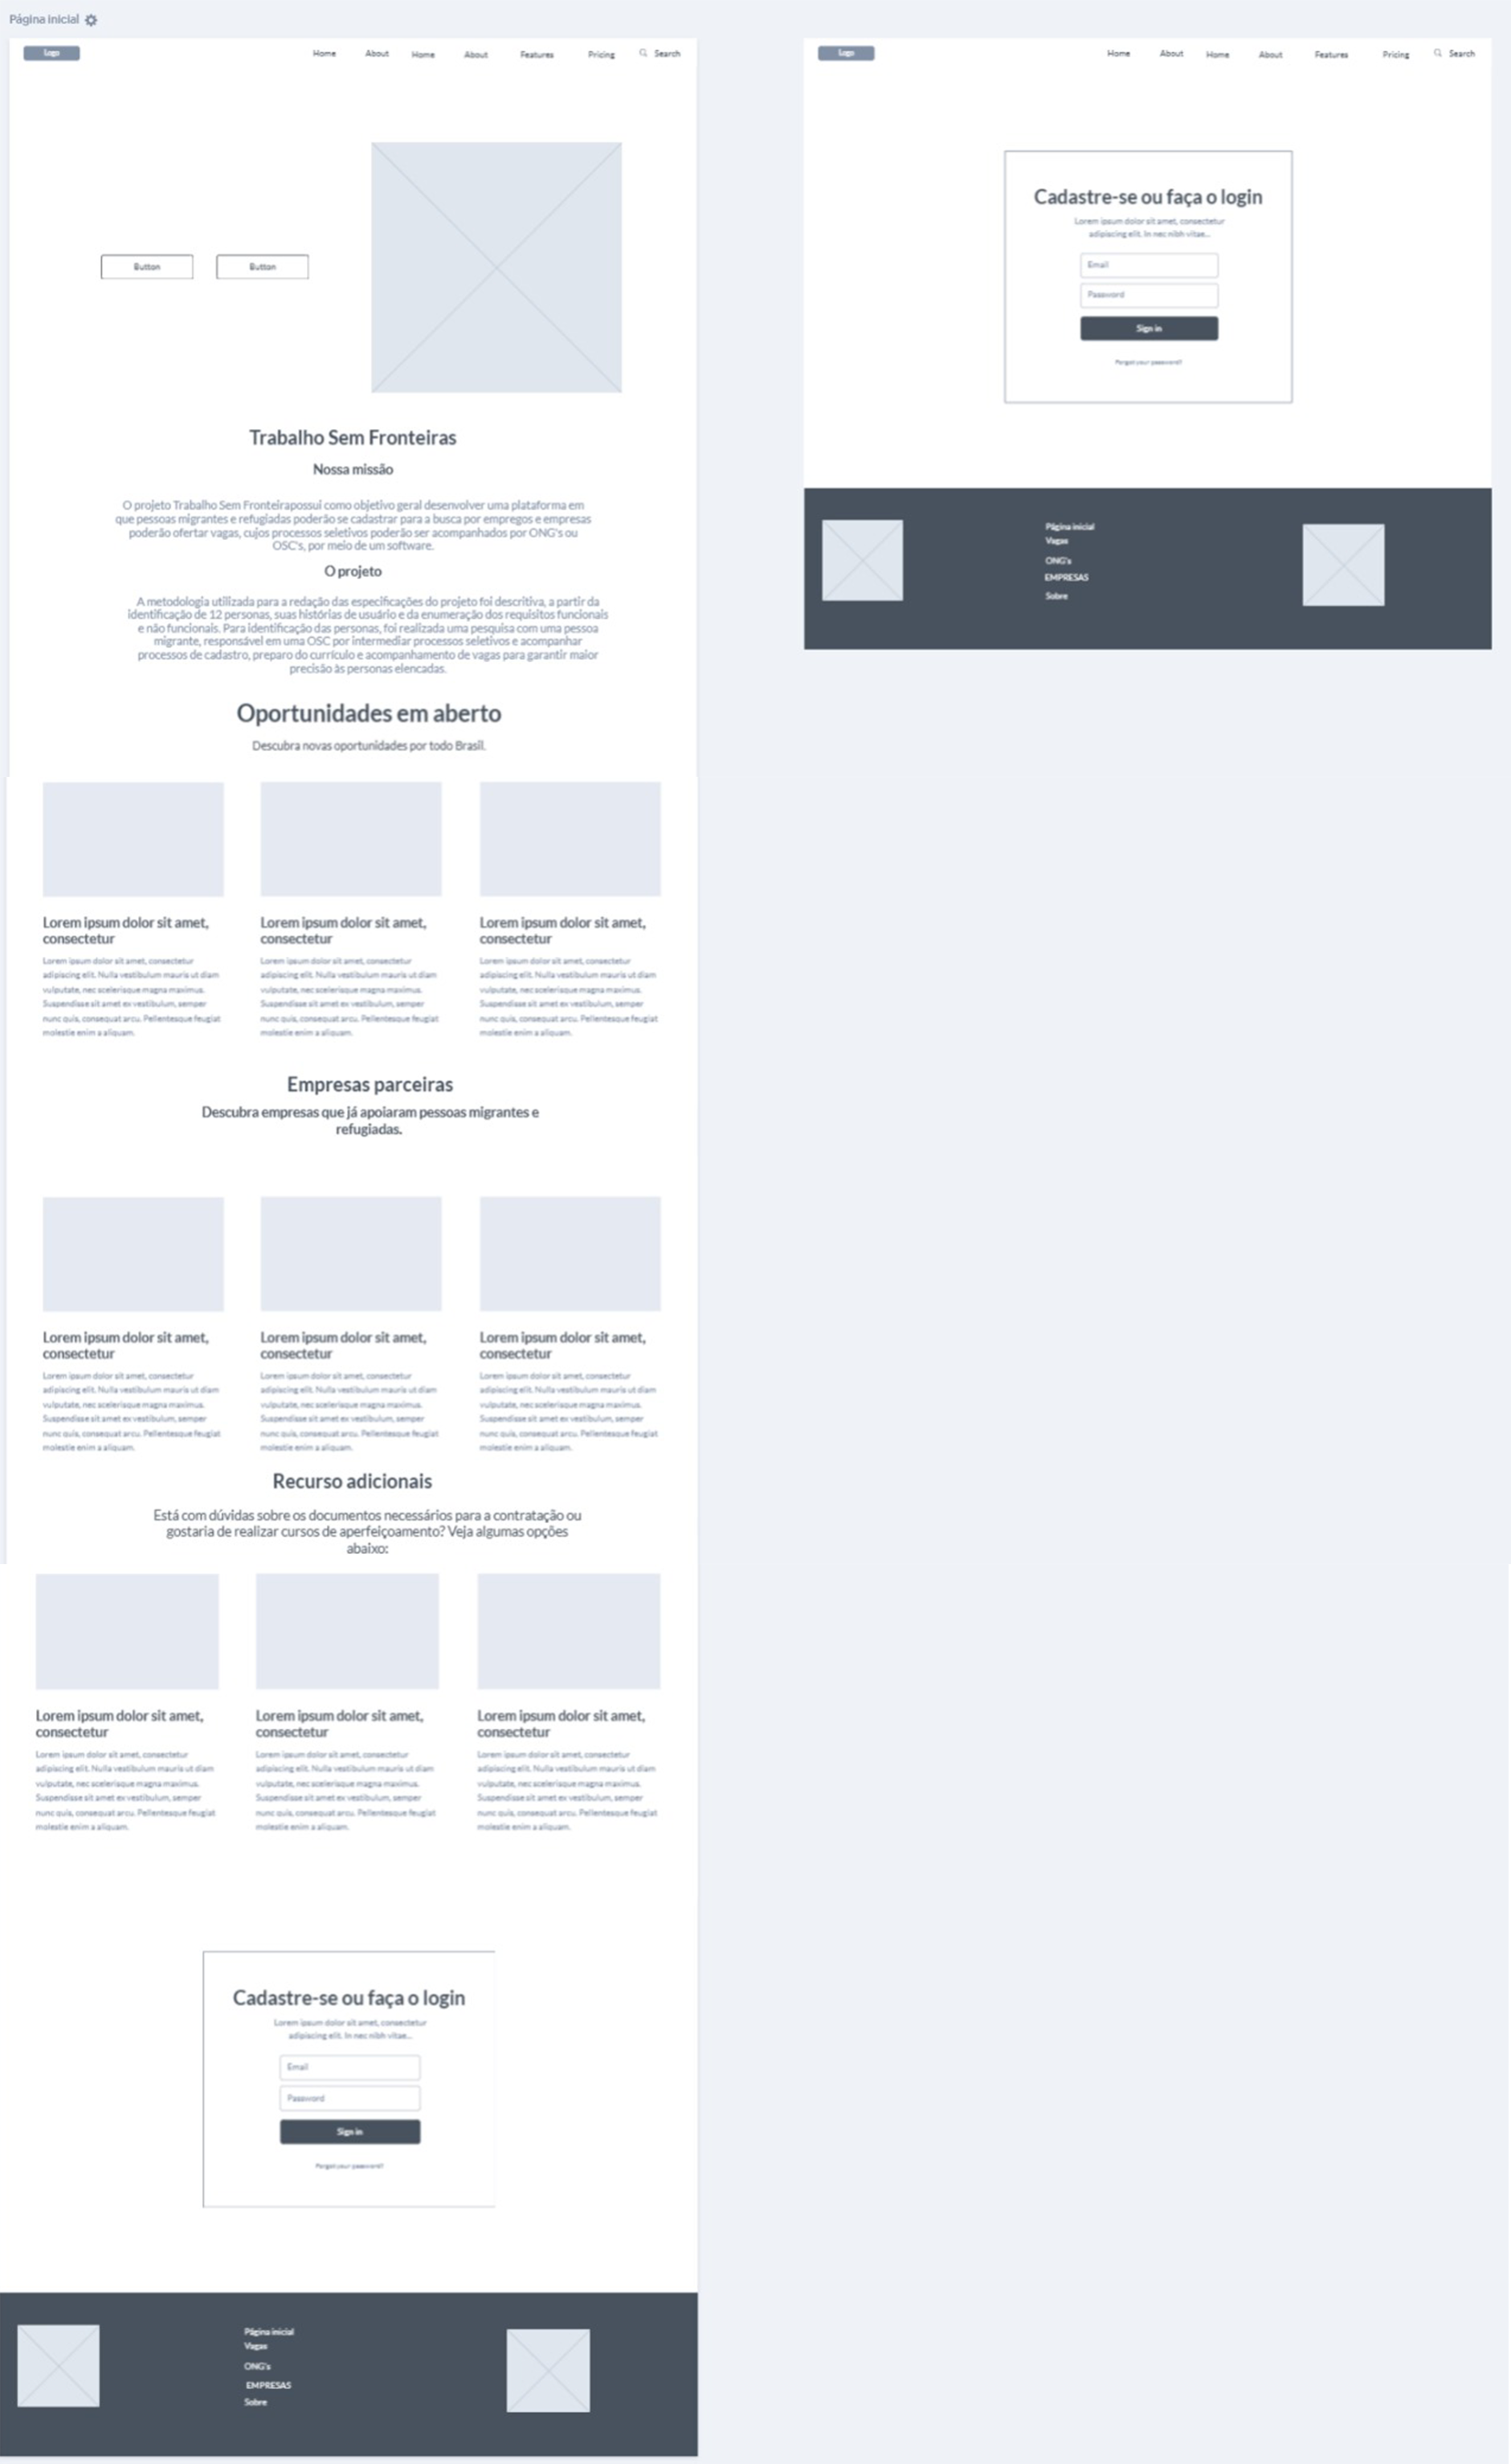 Página inicial
Logo
Home About Home About Features Pricing Search
Button Button
Trabalho Sem Fronteiras
Nossa missão
O projeto Trabalho Sem Fronteirapossui como objetivo geral desenvolver uma plataforma em
que pessoas migrantes e refugiadas poderão se cadastrar para a busca por empregos e empresas
poderão ofertar vagas, cujos processos seletivos poderão ser acompanhados por ONG's ou
OSC's, por meio de um software.
O projeto
A metodologia utilizada para a redação das especificações do projeto foi descritiva, a partir da
identificação de 12 personas, suas histórias de usuário e da enumeração dos requisitos funcionais
e não funcionais. Para identificação das personas, foi realizada uma pesquisa com uma pessoa
migrante, responsável em uma OSC por intermediar processos seletivos e acompanhar
processos de cadastro, preparo do currículo e acompanhamento de vagas para garantir maior
precisão às personas elencadas.
Oportunidades em aberto
Descubra novas oportunidades por todo Brasil.
Lorem ipsum dolor sit amet,
consectetur
Lorem ipsum dolor sit amet, consectetur
adipiscing elit. Nulla vestibulum mauris ut diam
vulputate, nec scelerisque magna maximus.
Suspendisse sit amet ex vestibulum, semper
nunc quis, consequat arcu. Pellentesque feugiat
molestie enim a aliquam.
Lorem ipsum dolor sit amet,
consectetur
Lorem ipsum dolor sit amet, consectetur
adipiscing elit. Nulla vestibulum mauris ut diam
vulputate, nec scelerisque magna maximus.
Suspendisse sit amet ex vestibulum, semper
nunc quis, consequat arcu. Pellentesque feugiat
molestie enim a aliquam.
Lorem ipsum dolor sit amet,
consectetur
Lorem ipsum dolor sit amet, consectetur
adipiscing elit. Nulla vestibulum mauris ut diam
vulputate, nec scelerisque magna maximus.
Suspendisse sit amet ex vestibulum, semper
nunc quis, consequat arcu. Pellentesque feugiat
molestie enim a aliquam.
Empresas parceiras
Descubra empresas que já apoiaram pessoas migrantes e
refugiadas.
Lorem ipsum dolor sit amet,
consectetur
Lorem ipsum dolor sit amet, consectetur
adipiscing elit. Nulla vestibulum mauris ut diam
vulputate, nec scelerisque magna maximus.
Suspendisse sit amet ex vestibulum, semper
nunc quis, consequat arcu. Pellentesque feugiat
molestie enim a aliquam.
Lorem ipsum dolor sit amet,
consectetur
Lorem ipsum dolor sit amet, consectetur
adipiscing elit. Nulla vestibulum mauris ut diam
vulputate, nec scelerisque magna maximus.
Suspendisse sit amet ex vestibulum, semper
nunc quis, consequat arcu. Pellentesque feugiat
molestie enim a aliquam.
Lorem ipsum dolor sit amet,
consectetur
Lorem ipsum dolor sit amet, consectetur
adipiscing elit. Nulla vestibulum mauris ut diam
vulputate, nec scelerisque magna maximus.
Suspendisse sit amet ex vestibulum, semper
nunc quis, consequat arcu. Pellentesque feugiat
molestie enim a aliquam.
Recurso adicionais
Está com dúvidas sobre os documentos necessários para a contratação ou
gostaria de realizar cursos de aperfeiçoamento? Veja algumas opções
abaixo:
Lorem ipsum dolor sit amet,
consectetur
Lorem ipsum dolor sit amet, consectetur
adipiscing elit. Nulla vestibulum mauris ut diam
vulputate, nec scelerisque magna maximus.
Suspendisse sit amet ex vestibulum, semper
nunc quis, consequat arcu. Pellentesque feugiat
molestie enim a aliquam.
Lorem ipsum dolor sit amet,
consectetur
Lorem ipsum dolor sit amet, consectetur
adipiscing elit. Nulla vestibulum mauris ut diam
vulputate, nec scelerisque magna maximus.
Suspendisse sit amet ex vestibulum, semper
nunc quis, consequat arcu. Pellentesque feugiat
molestie enim a aliquam.
Lorem ipsum dolor sit amet,
consectetur
Lorem ipsum dolor sit amet, consectetur
adipiscing elit. Nulla vestibulum mauris ut diam
vulputate, nec scelerisque magna maximus.
Suspendisse sit amet ex vestibulum, semper
nunc quis, consequat arcu. Pellentesque feugiat
molestie enim a aliquam.
Cadastre-se ou faça o login
Lorem ipsum dolor sit amet, consectetur
adipiscing elit. In nec nibh vitae...
Email
Password
Sign in
Forgot your password?
Página inicial
Vagas
ONG's
EMPRESAS
Sobre
Logo
Home About Home About Features Pricing Search
Cadastre-se ou faça o login
Lorem ipsum dolor sit amet, consectetur
adipiscing elit. In nec nibh vitae...
Email
Password
Sign in
Forgot your password?
Página inicial
Vagas
ONG's
EMPRESAS
Sobre